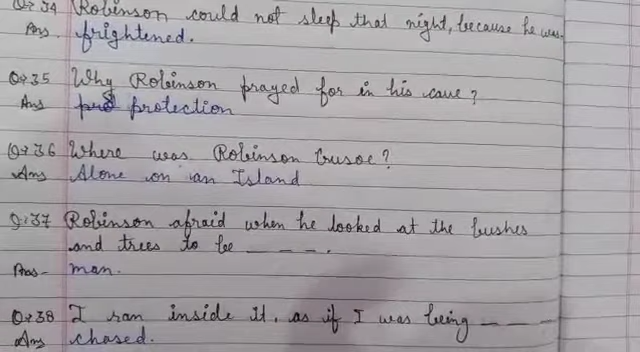 Q.34 Robinson could not sleep that night, because he was
Ans. frightened.
Q.35 Why Robinson prayed for in his cave?
Ans protection
Q.36 Where was Robinson Crusoe?
Ans Alone on an Island
Q.37 Robinson afraid when he looked at the bushes
and trees to be _ _ _ .
Ans- man.
Q.38 I ran inside it. as if I was being _ _
Ans chased.